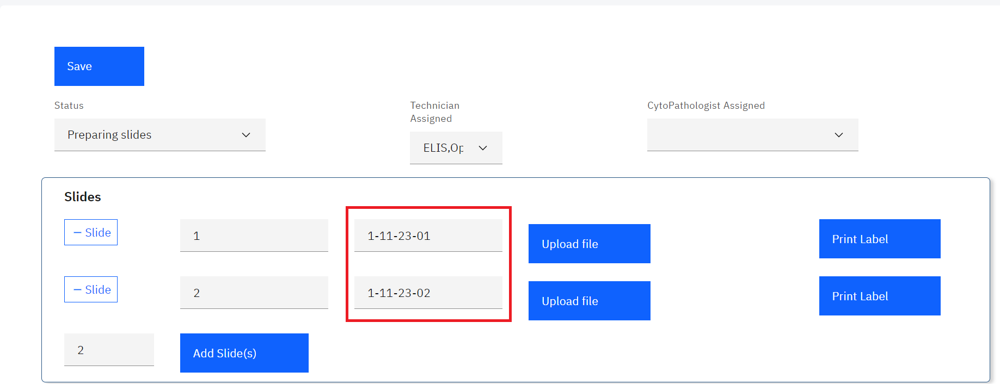 Save
Status
Technician
Assigned
CytoPathologist Assigned
Preparing slides
ELIS,Op
Slides
— Slide
1
1-11-23-01
Upload file
Print Label
— Slide
2
1-11-23-02
Upload file
Print Label
2
Add Slide(s)